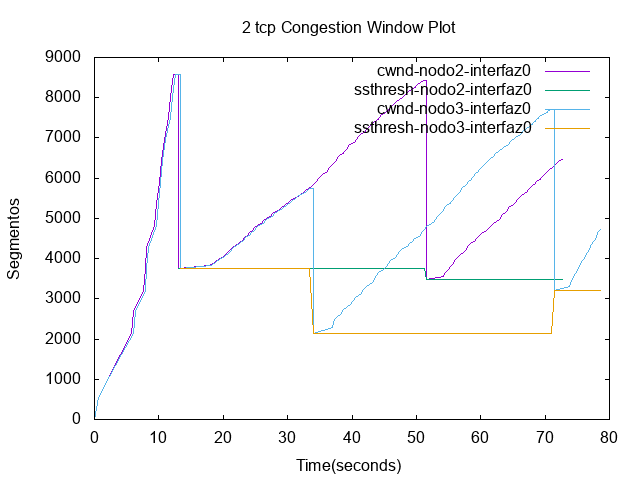 2 tcp Congestion Window Plot
9000
8000
7000
6000
5000
4000
3000
2000
1000
0
Segmentos
cwnd-nodo2-interfaz0
ssthresh-nodo2-interfaz0
cwnd-nodo3-interfaz0
ssthresh-nodo3-interfaz0
0 10 20 30 40 50 60 70 80
Time(seconds)